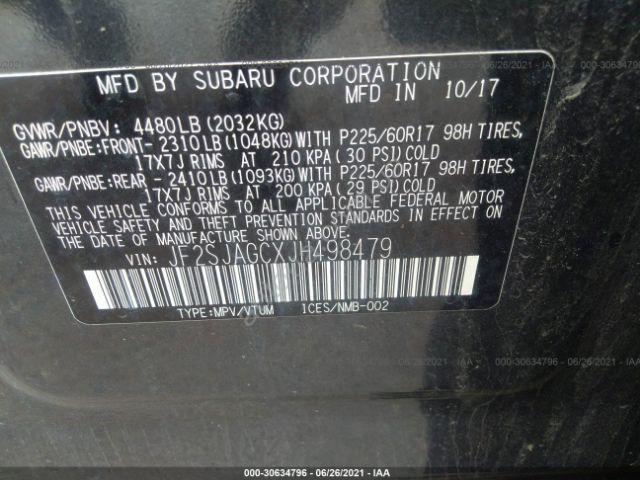 MFD BY SUBARU CORPORATION
MFD IN 10/17
GVWR/PNBV: 4480LB (2032KG)
GAWR/PNBE:FRONT- 2310LB (1048KG) WITH P225/60R17 98H TIRES,
17X7J RIMS AT 210 KPA (30 PSI) COLD
GAWR/PNBE:REAR - 2410LB (1093KG) WITH P225/60R17 98H TIRES,
17X7J RIMS AT 200 KPA (29 PSI) COLD
THIS VEHICLE CONFORMS TO ALL APPLICABLE FEDERAL MOTOR
VEHICLE SAFETY AND THEFT PREVENTION STANDARDS IN EFFECT ON
THE DATE OF MANUFACTURE SHOWN ABOVE.
VIN: JF2SJAGCXJH498479
TYPE:MPV/VTUM ICES/NMB-002
000-30634796 - 06/26/2021 - IAA